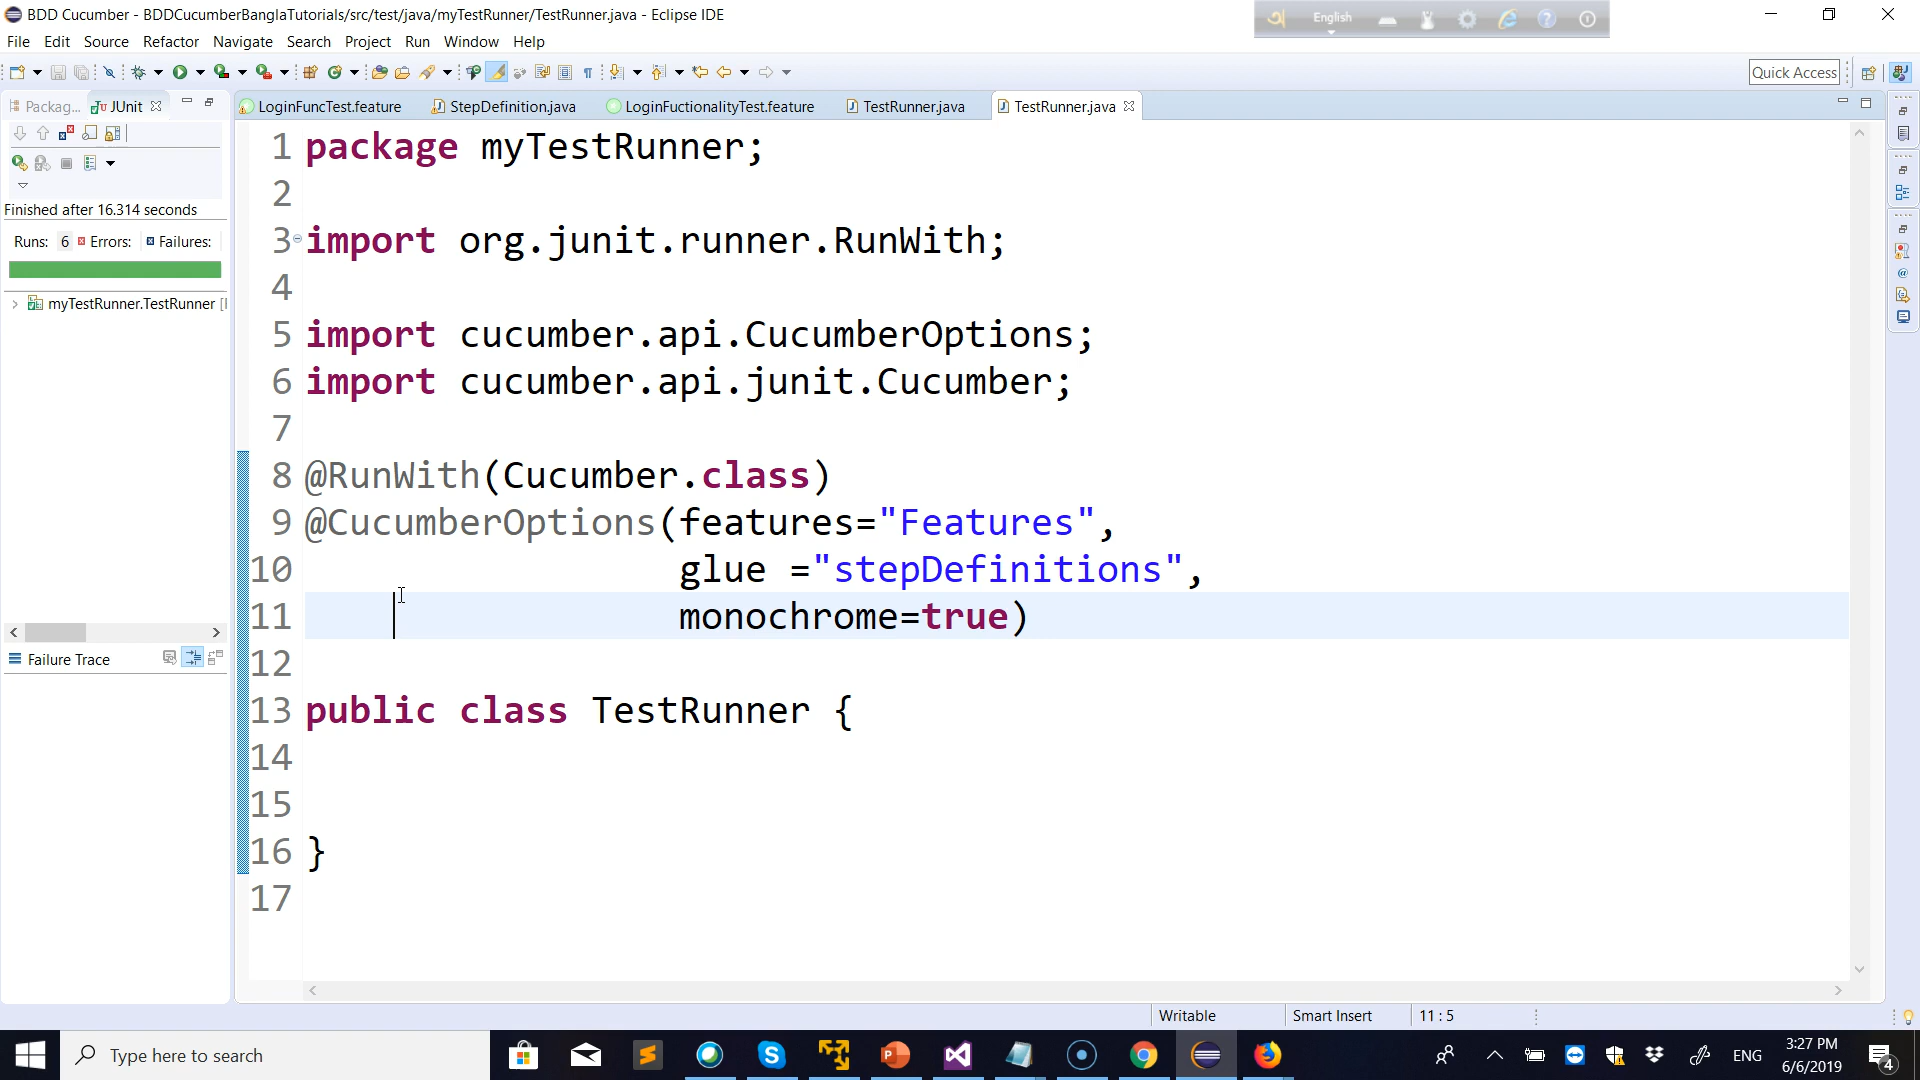 BDD Cucumber - BDDCucumberBanglaTutorials/src/test/java/myTestRunner/TestRunner.java - Eclipse IDE
English
File Edit Source Refactor Navigate Search Project Run Window Help
Quick Access
Packag... JUnit
LoginFuncTest.feature StepDefinition.java LoginFuctionalityTest.feature TestRunner.java TestRunner.java
Finished after 16.314 seconds
Runs: 6 Errors: Failures:
myTestRunner.TestRunner [
Failure Trace
1 package myTestRunner;
2
3 import org.junit.runner.RunWith;
4
5 import cucumber.api.CucumberOptions;
6 import cucumber.api.junit.Cucumber;
7
8 @RunWith(Cucumber.class)
9 @CucumberOptions(features="Features",
10 glue ="stepDefinitions",
11 monochrome=true)
12
13 public class TestRunner {
14
15
16 }
17
Writable Smart Insert 11 : 5
Type here to search
ENG
3:27 PM
6/6/2019
4